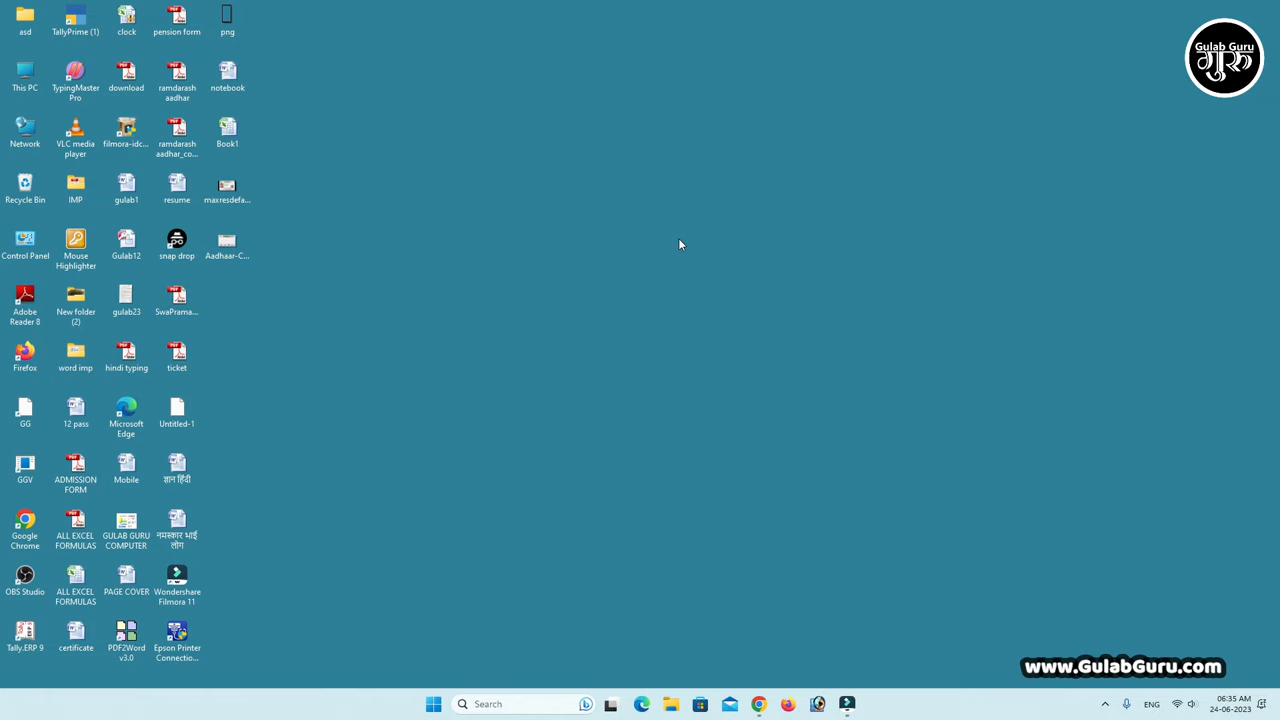 asd
TallyPrime (1)
clock
pension form
png
This PC
TypingMaster
Pro
download
ramdarash
aadhar
notebook
Network
VLC media
player
filmora-idc...
ramdarash
aadhar_co...
Book1
Recycle Bin
IMP
gulab1
resume
maxresdefa...
Control Panel
Mouse
Highlighter
Gulab12
snap drop
Aadhaar-C...
Adobe
Reader 8
New folder
(2)
gulab23
SwaPrama...
Firefox
word imp
hindi typing
ticket
GG
12 pass
Microsoft
Edge
Untitled-1
GGV
ADMISSION
FORM
Mobile
ज्ञान हिंदी
Google
Chrome
ALL EXCEL
FORMULAS
GULAB GURU
COMPUTER
नमस्कार भाई
लोग
OBS Studio
ALL EXCEL
FORMULAS
PAGE COVER
Wondershare
Filmora 11
Tally.ERP 9
certificate
PDF2Word
v3.0
Epson Printer
Connectio...
Gulab Guru
गुरु
www.GulabGuru.com
Search
ENG
06:35 AM
24-06-2023